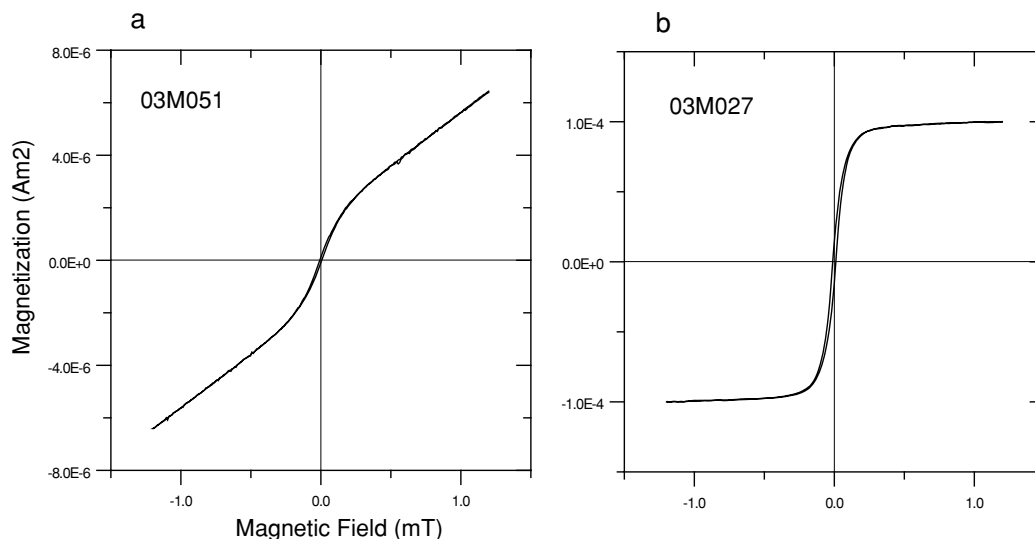 a
8.0E-6
4.0E-6
0.0E+0
-4.0E-6
-8.0E-6
03M051
-1.0
0.0
1.0
Magnetization (Am2)
Magnetic Field (mT)
b
1.0E-4
0.0E+0
-1.0E-4
03M027
-1.0
0.0
1.0